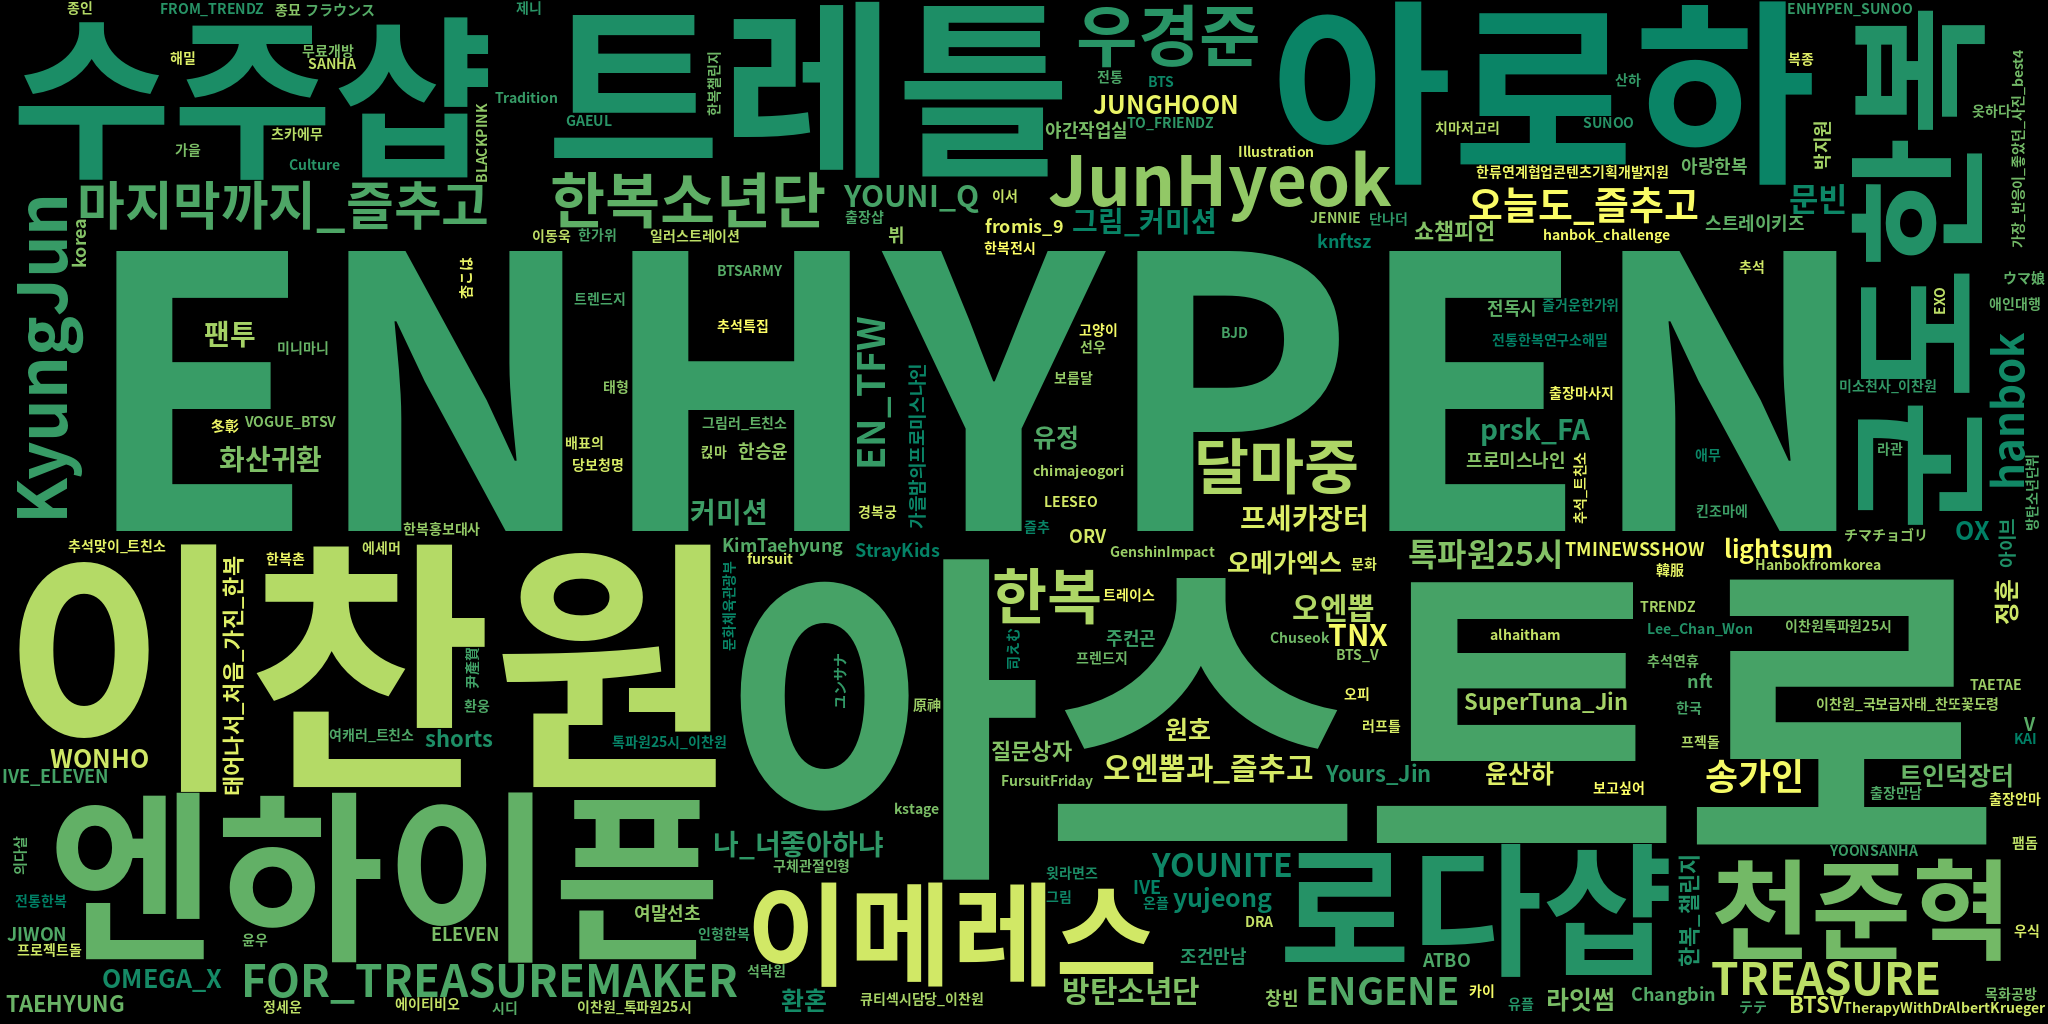 종인
FROM_TRENDZ
종묘 フラウンス
제니
ENHYPEN_SUNOO
수주샵
트레틀
우경준
아로하
복한도곤
해밀
무료개방
SANHA
한복챌린지
전통
BTS
산하
복종
가장_반응이_좋았던_사진_best4
옷하다
Tradition
JUNGHOON
GAEUL
야간작업실
TO_FRIENDZ
치마저고리
SUNOO
박지원
츠카에무
가을
Culture
BLACKPINK
Illustration
한류연계협업콘텐츠기획개발지원
아랑한복
마지막까지_즐추고
한복소년단
YOUNI_Q
이서
JunHyeok
오늘도_즐추고
문빈
출장샵
fromis_9
그림_커미션
JENNIE
단나더
쇼챔피언
스트레이키즈
KyungJun
korea
이동욱
한가위
일러스트레이션
뷔
한복전시
knftsz
hanbok_challenge
ENHYPEN
BTSARMY
추석
ウマ娘
트렌드지
전독시
즐거운한가위
EXO
애인대행
팬투
추석특집
고양이
BJD
미니마니
EN_TFW
선우
전통한복연구소해밀
hanbok
태형
가을밤의프로미스나인
보름달
출장마사지
미소천사_이찬원
冬彰
VOGUE_BTSV
그림러_트친소
유정
prsk_FA
배표의
화산귀환
킧마
한승윤
달마중
프로미스나인
애무
라관
당보청명
chimajeogori
추석_트친소
방탄소년단뷔
커미션
경복궁
LEESEO
즐추
프세카장터
킨조마에
한복홍보대사
ORV
チマチョゴリ
OX
추석맞이_트친소
에세머
KimTaehyung
StrayKids
GenshinImpact
톡파원25시
TMINEWSSHOW
lightsum
아이브
한복촌
fursuit
오메가엑스
문화
韓服
Hanbokfromkorea
이찬원
태어나서_처음_가진_한복
문화체육관광부
아스트로
한복
트레이스
오엔뽑
TRENDZ
정훈
司えむ
주컨곤
Chuseok
TNX
alhaitham
Lee_Chan_Won
이찬원톡파원25시
尹産賀
ユンサナ
프렌드지
BTS_V
추석연휴
nft
TAETAE
환웅
原神
오피
SuperTuna_Jin
한국
이찬원_국보급자태_찬또꽃도령
여캐러_트친소
shorts
톡파원25시_이찬원
원호
러프틀
V
WONHO
질문상자
프젝돌
KAI
IVE_ELEVEN
FursuitFriday
오엔뽑과_즐추고
Yours_Jin
윤산하
송가인
트인덕장터
보고싶어
출장만남
출장안마
엔하이픈
kstage
나_너좋아하냐
팸돔
의다살
구체관절인형
윗라면즈
YOUNITE
로다샵
한복_챌린지
YOONSANHA
천준혁
전통한복
여말선초
이메레스
그림
IVE
온플
yujeong
JIWON
프로젝트돌
윤우
ELEVEN
인형한복
DRA
우식
OMEGA_X
FOR_TREASUREMAKER
석락원
조건만남
ATBO
TREASURE
TAEHYUNG
정세운
에이티비오
시디
이찬원_톡파원25시
환혼
큐티섹시담당_이찬원
방탄소년단
창빈
ENGENE
카이
유플
라잇썸
Changbin
テテ
BTSV
목화공방
TherapyWithDrAlbertKrueger